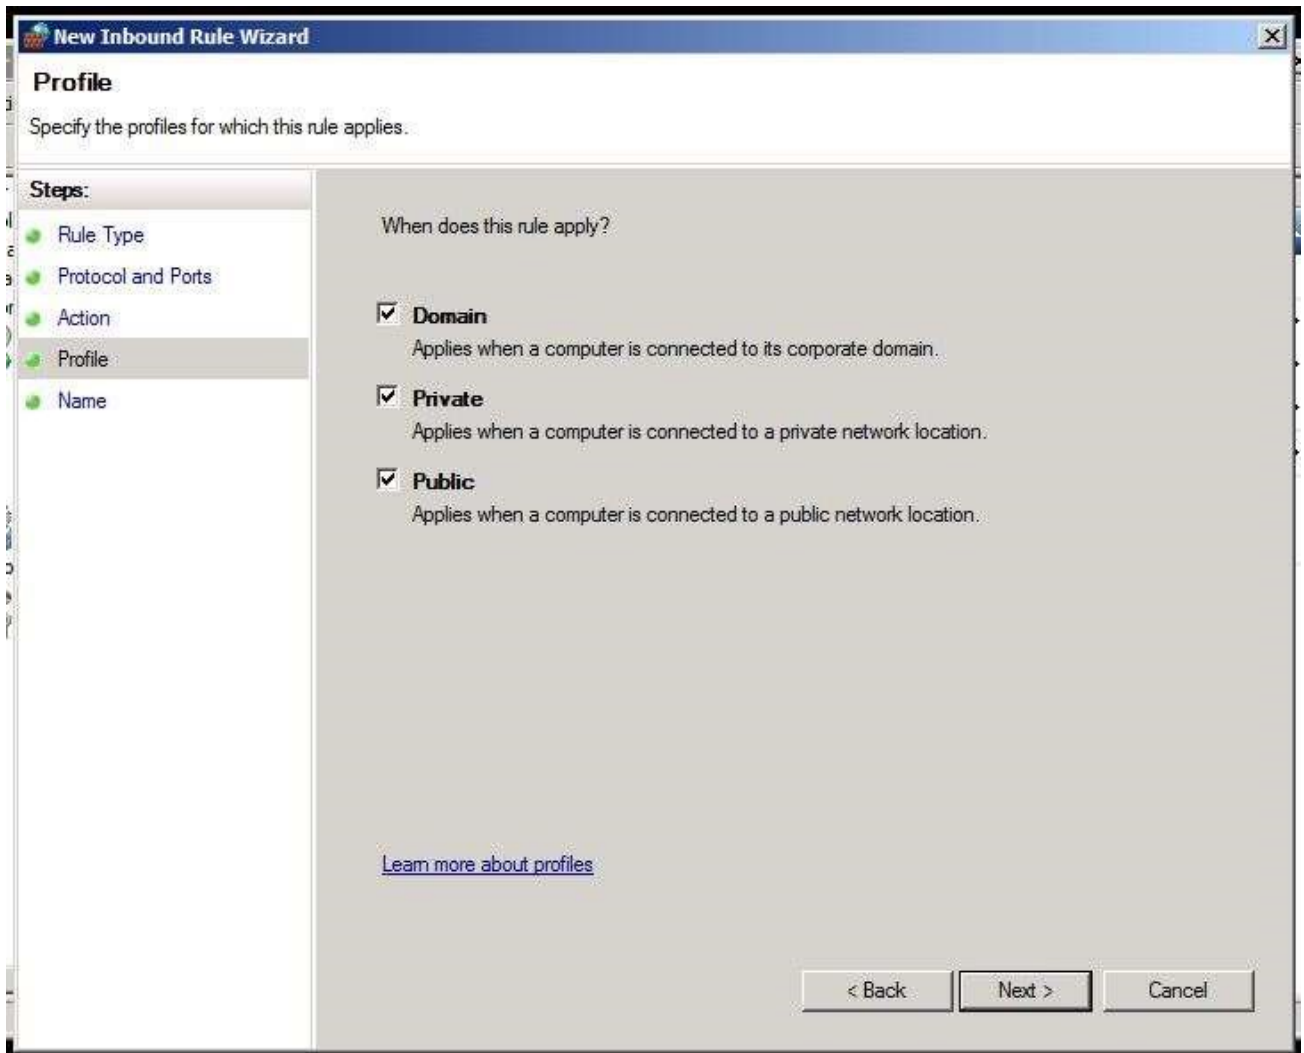 New Inbound Rule Wizard
Profile
Specify the profiles for which this rule applies.
Steps:
Rule Type
Protocol and Ports
Action
Profile
Name
When does this rule apply?
Domain
Applies when a computer is connected to its corporate domain.
Private
Applies when a computer is connected to a private network location.
Public
Applies when a computer is connected to a public network location.
Learn more about profiles
< Back
Next >
Cancel